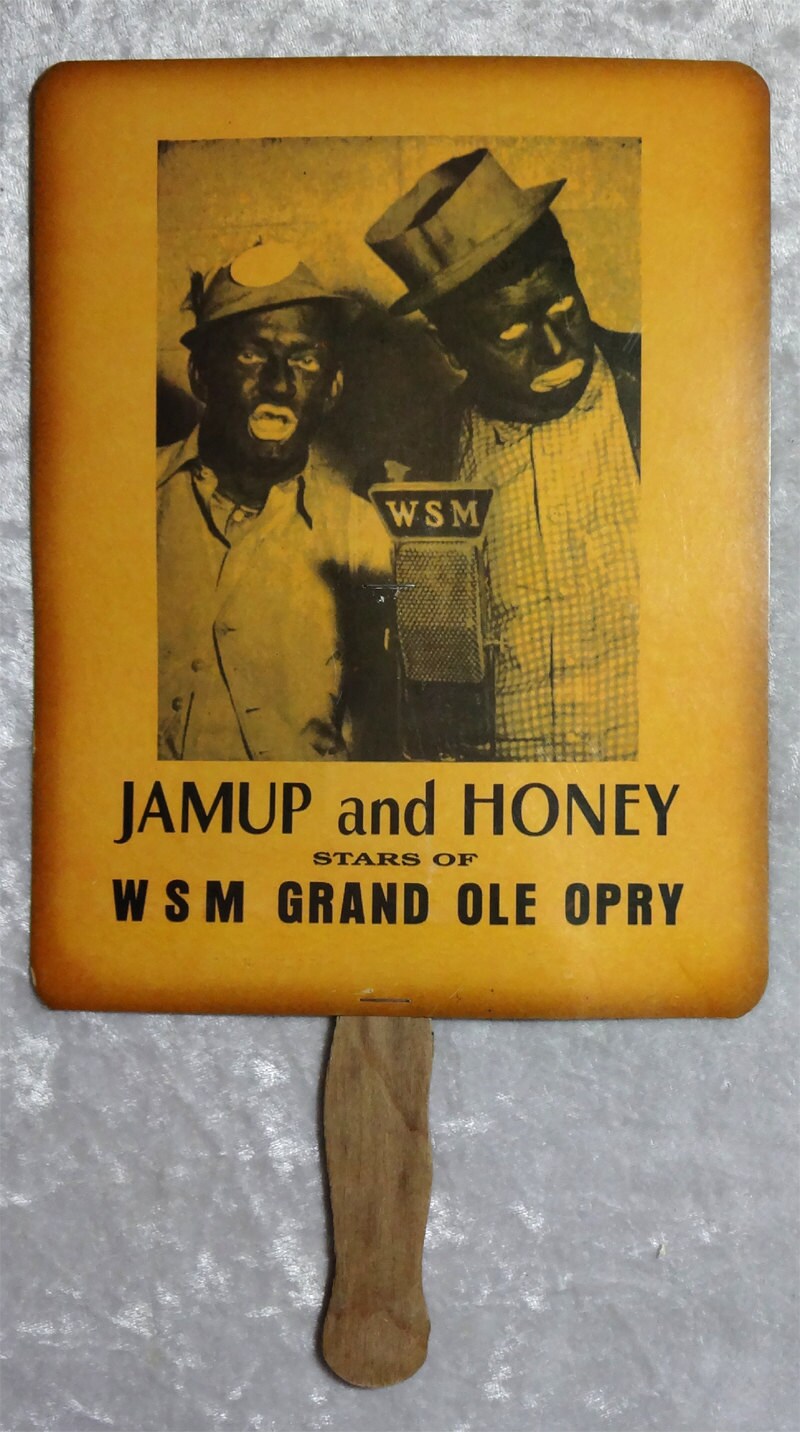 WSM
JAMUP and HONEY
STARS OF
WSM GRAND OLE OPRY